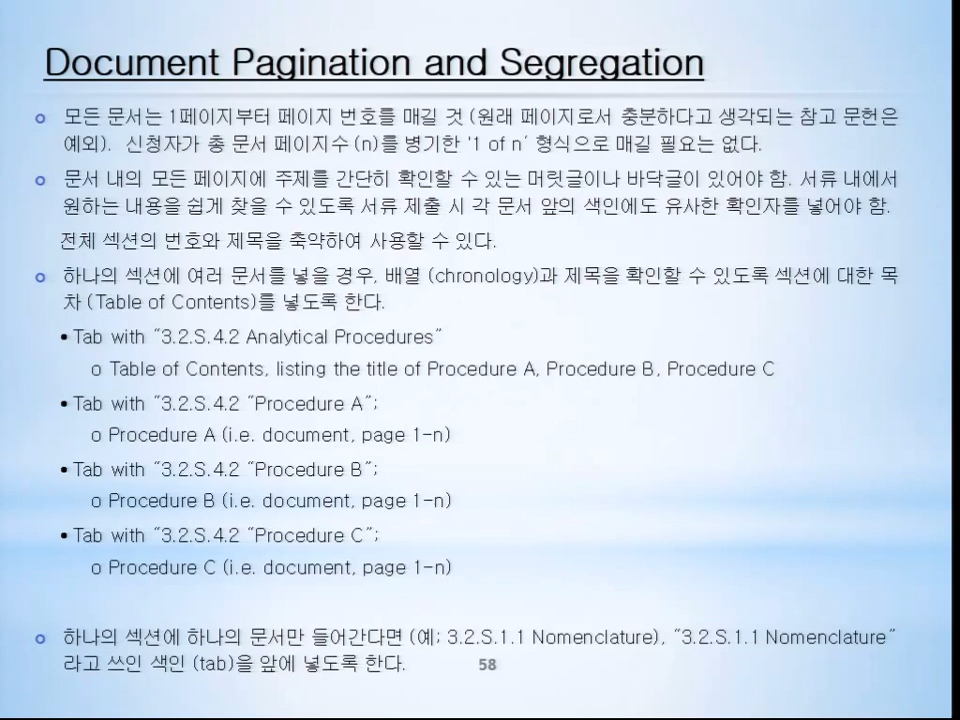 Document Pagination and Segregation
o 모든 문서는 1페이지부터 페이지 번호를 매길 것 (원래 페이지로서 충분하다고 생각되는 참고 문헌은
예외). 신청자가 총 문서 페이지수 (n)를 병기한 '1 of n' 형식으로 매길 필요는 없다.
o 문서 내의 모든 페이지에 주제를 간단히 확인할 수 있는 머릿글이나 바닥글이 있어야 함. 서류 내에서
원하는 내용을 쉽게 찾을 수 있도록 서류 제출 시 각 문서 앞의 색인에도 유사한 확인자를 넣어야 함.
전체 섹션의 번호와 제목을 축약하여 사용할 수 있다.
o 하나의 섹션에 여러 문서를 넣을 경우, 배열 (chronology)과 제목을 확인할 수 있도록 섹션에 대한 목
차 (Table of Contents)를 넣도록 한다.
• Tab with “3.2.S.4.2 Analytical Procedures”
o Table of Contents, listing the title of Procedure A, Procedure B, Procedure C
• Tab with “3.2.S.4.2 “Procedure A”;
o Procedure A (i.e. document, page 1-n)
• Tab with “3.2.S.4.2 “Procedure B”;
o Procedure B (i.e. document, page 1-n)
• Tab with “3.2.S.4.2 “Procedure C”;
o Procedure C (i.e. document, page 1-n)
o 하나의 섹션에 하나의 문서만 들어간다면 (예; 3.2.S.1.1 Nomenclature), “3.2.S.1.1 Nomenclature”
라고 쓰인 색인 (tab)을 앞에 넣도록 한다.
58